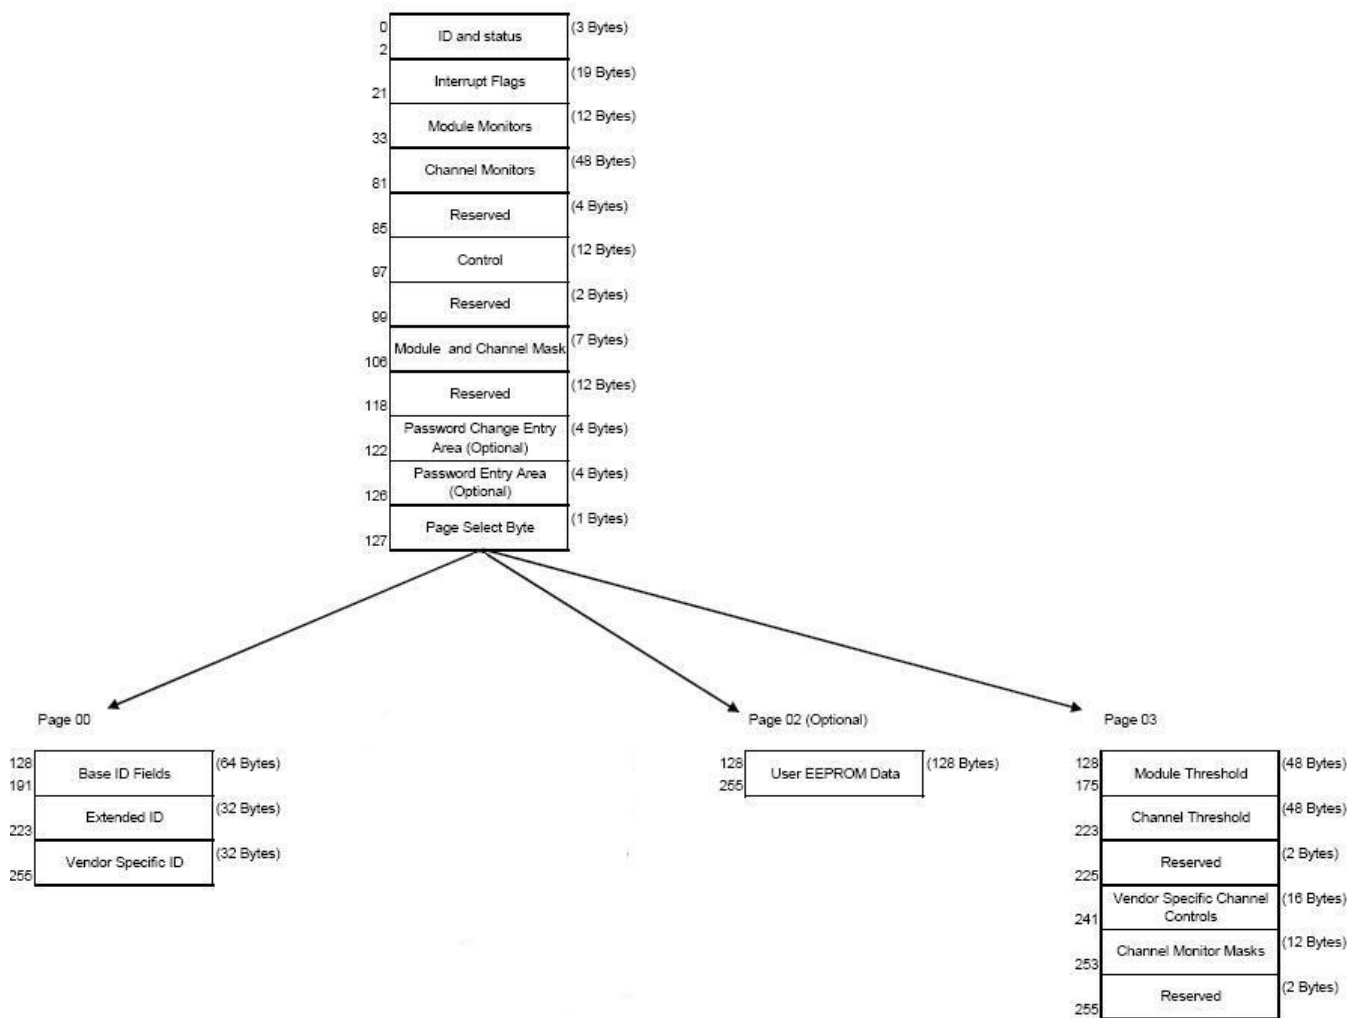 0 ID and status (3 Bytes)
2
Interrupt Flags (19 Bytes)
21
Module Monitors (12 Bytes)
33
Channel Monitors (48 Bytes)
81
Reserved (4 Bytes)
85
Control (12 Bytes)
97
Reserved (2 Bytes)
99
Module and Channel Mask (7 Bytes)
106
Reserved (12 Bytes)
118
Password Change Entry (4 Bytes)
Area (Optional)
122
Password Entry Area (4 Bytes)
(Optional)
126
Page Select Byte (1 Bytes)
127
Page 00
128 Base ID Fields (64 Bytes)
191
Extended ID (32 Bytes)
223
Vendor Specific ID (32 Bytes)
255
Page 02 (Optional)
128 User EEPROM Data (128 Bytes)
255
Page 03
128 Module Threshold (48 Bytes)
175
Channel Threshold (48 Bytes)
223
Reserved (2 Bytes)
225
Vendor Specific Channel (16 Bytes)
Controls
241
Channel Monitor Masks (12 Bytes)
253
Reserved (2 Bytes)
255